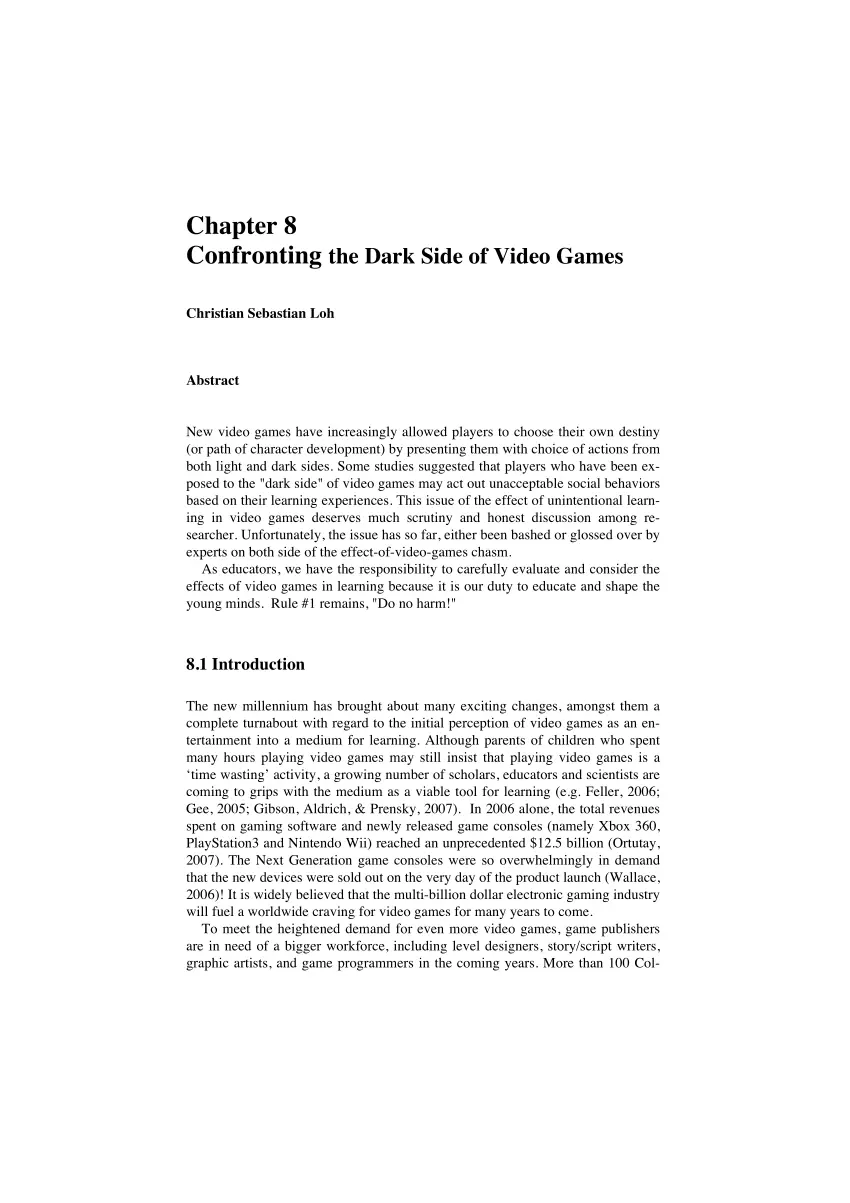 Chapter 8
Confronting the Dark Side of Video Games
Christian Sebastian Loh
Abstract
New video games have increasingly allowed players to choose their own destiny
(or path of character development) by presenting them with choice of actions from
both light and dark sides. Some studies suggested that players who have been ex-
posed to the "dark side" of video games may act out unacceptable social behaviors
based on their learning experiences. This issue of the effect of unintentional learn-
ing in video games deserves much scrutiny and honest discussion among re-
searcher. Unfortunately, the issue has so far, either been bashed or glossed over by
experts on both side of the effect-of-video-games chasm.
As educators, we have the responsibility to carefully evaluate and consider the
effects of video games in learning because it is our duty to educate and shape the
young minds.  Rule #1 remains, "Do no harm!"
8.1 Introduction
The new millennium has brought about many exciting changes, amongst them a
complete turnabout with regard to the initial perception of video games as an en-
tertainment into a medium for learning. Although parents of children who spent
many hours playing video games may still insist that playing video games is a
‘time wasting’ activity, a growing number of scholars, educators and scientists are
coming to grips with the medium as a viable tool for learning (e.g. Feller, 2006;
Gee, 2005; Gibson, Aldrich, & Prensky, 2007).  In 2006 alone, the total revenues
spent on gaming software and newly released game consoles (namely Xbox 360,
PlayStation3 and Nintendo Wii) reached an unprecedented $12.5 billion (Ortutay,
2007). The Next Generation game consoles were so overwhelmingly in demand
that the new devices were sold out on the very day of the product launch (Wallace,
2006)! It is widely believed that the multi-billion dollar electronic gaming industry
will fuel a worldwide craving for video games for many years to come.
To meet the heightened demand for even more video games, game publishers
are in need of a bigger workforce, including level designers, story/script writers,
graphic artists, and game programmers in the coming years. More than 100 Col-